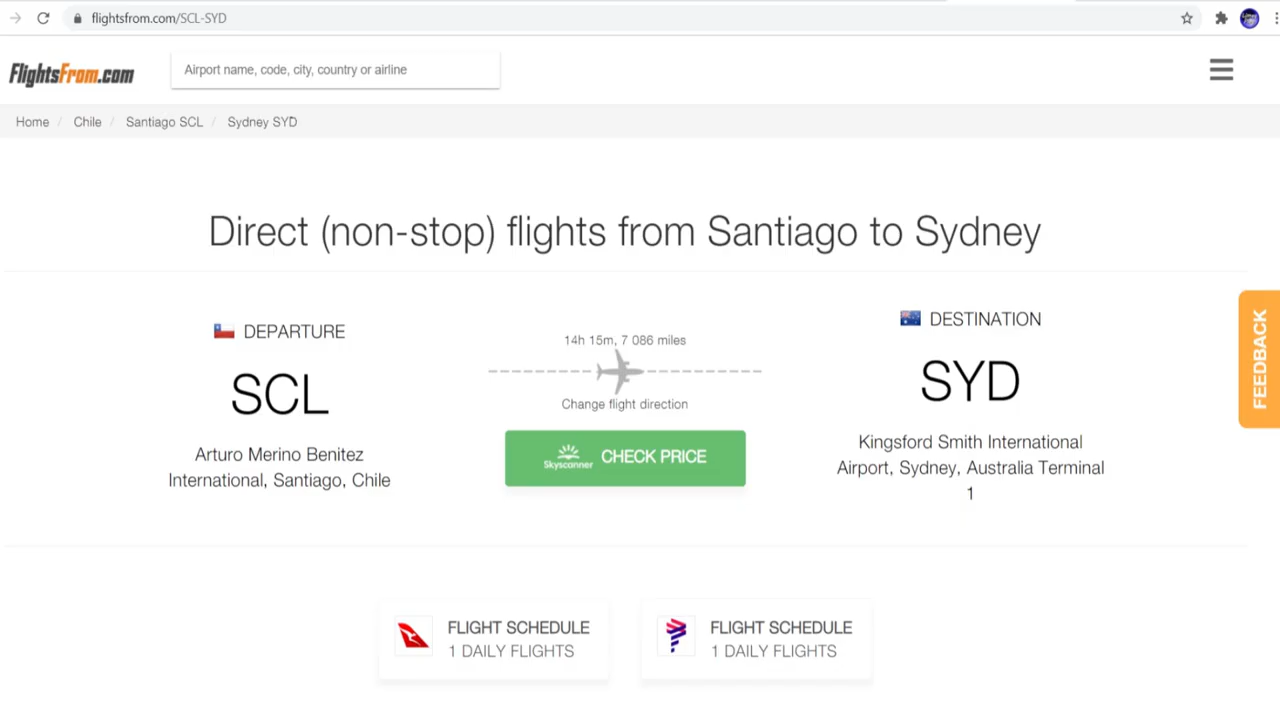 flightsfrom.com/SCL-SYD
FlightsFrom.com
Airport name, code, city, country or airline
Home / Chile / Santiago SCL / Sydney SYD
Direct (non-stop) flights from Santiago to Sydney
DEPARTURE
SCL
Arturo Merino Benitez
International, Santiago, Chile
14h 15m, 7 086 miles
Change flight direction
Skyscanner CHECK PRICE
DESTINATION
SYD
Kingsford Smith International
Airport, Sydney, Australia Terminal
1
FEEDBACK
FLIGHT SCHEDULE
1 DAILY FLIGHTS
FLIGHT SCHEDULE
1 DAILY FLIGHTS